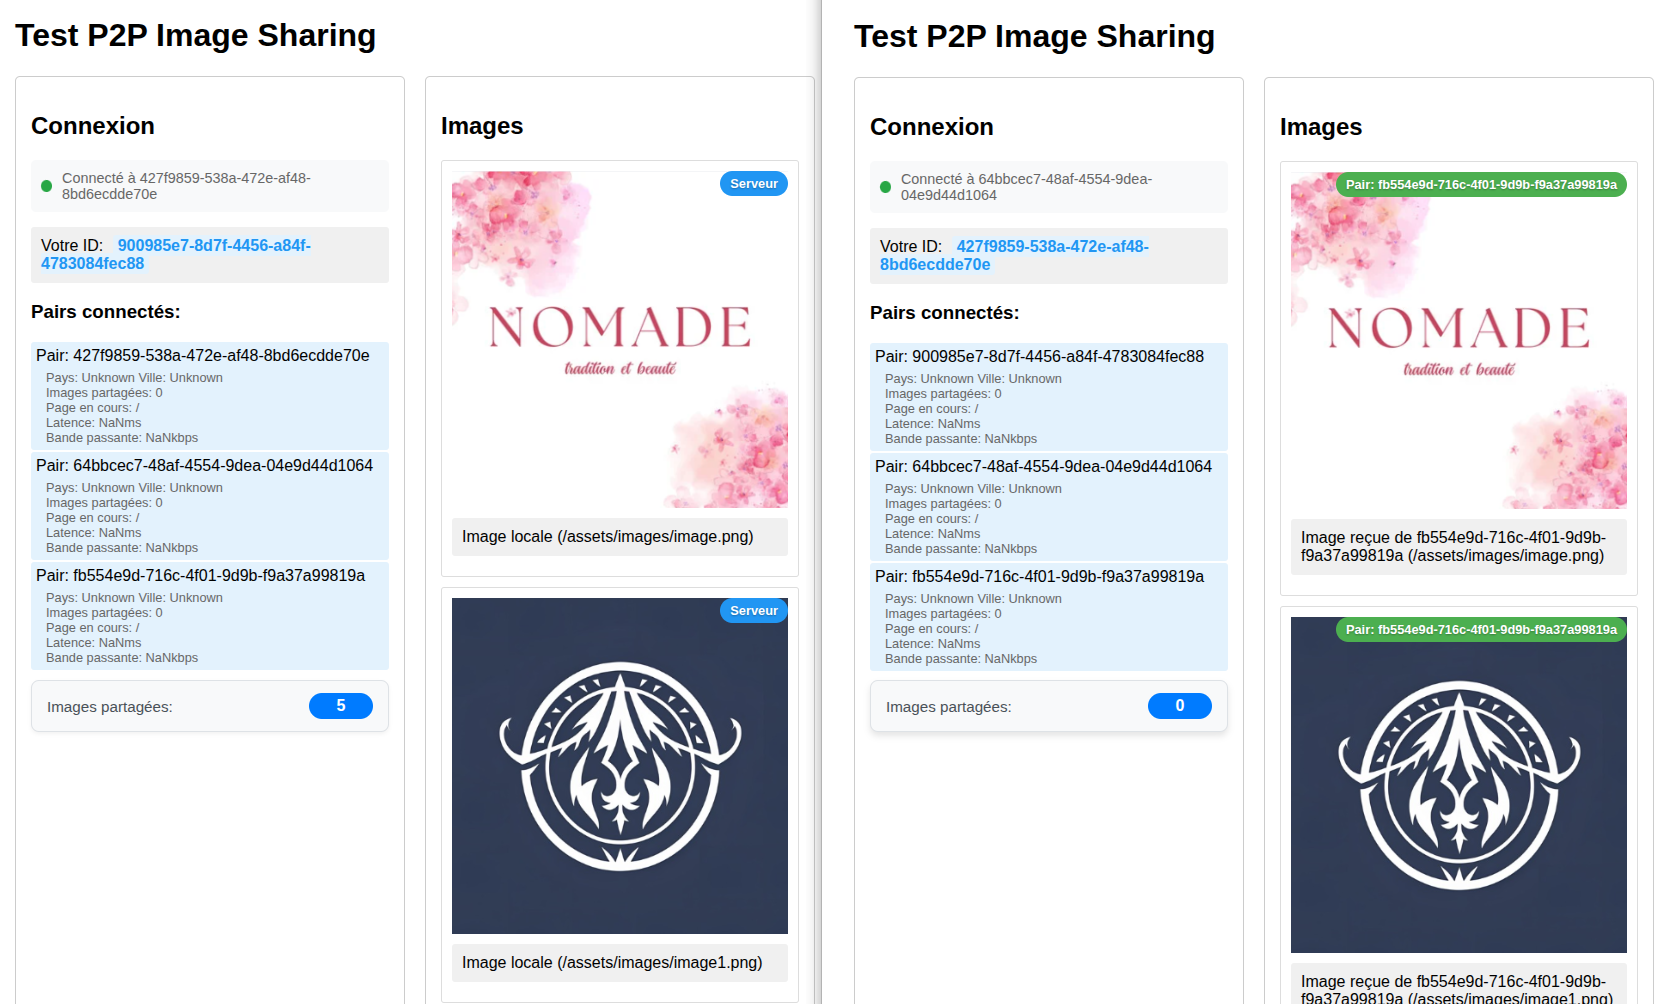 Test P2P Image Sharing
Connexion
Connecté à 427f9859-538a-472e-af48-
8bd6ecdde70e
Votre ID: 900985e7-8d7f-4456-a84f-
4783084fec88
Pairs connectés:
Pair: 427f9859-538a-472e-af48-8bd6ecdde70e
Pays: Unknown Ville: Unknown
Images partagées: 0
Page en cours: /
Latence: NaNms
Bande passante: NaNkbps
Pair: 64bbcec7-48af-4554-9dea-04e9d44d1064
Pays: Unknown Ville: Unknown
Images partagées: 0
Page en cours: /
Latence: NaNms
Bande passante: NaNkbps
Pair: fb554e9d-716c-4f01-9d9b-f9a37a99819a
Pays: Unknown Ville: Unknown
Images partagées: 0
Page en cours: /
Latence: NaNms
Bande passante: NaNkbps
Images partagées: 5
Images
Serveur
NOMADE
tradition et beauté
Image locale (/assets/images/image.png)
Serveur
Image locale (/assets/images/image1.png)
Test P2P Image Sharing
Connexion
Connecté à 64bbcec7-48af-4554-9dea-
04e9d44d1064
Votre ID: 427f9859-538a-472e-af48-
8bd6ecdde70e
Pairs connectés:
Pair: 900985e7-8d7f-4456-a84f-4783084fec88
Pays: Unknown Ville: Unknown
Images partagées: 0
Page en cours: /
Latence: NaNms
Bande passante: NaNkbps
Pair: 64bbcec7-48af-4554-9dea-04e9d44d1064
Pays: Unknown Ville: Unknown
Images partagées: 0
Page en cours: /
Latence: NaNms
Bande passante: NaNkbps
Pair: fb554e9d-716c-4f01-9d9b-f9a37a99819a
Pays: Unknown Ville: Unknown
Images partagées: 0
Page en cours: /
Latence: NaNms
Bande passante: NaNkbps
Images partagées: 0
Images
Pair: fb554e9d-716c-4f01-9d9b-f9a37a99819a
NOMADE
tradition et beauté
Image reçue de fb554e9d-716c-4f01-9d9b-
f9a37a99819a (/assets/images/image.png)
Pair: fb554e9d-716c-4f01-9d9b-f9a37a99819a
Image reçue de fb554e9d-716c-4f01-9d9b-
f9a37a99819a (/assets/images/image1.png)